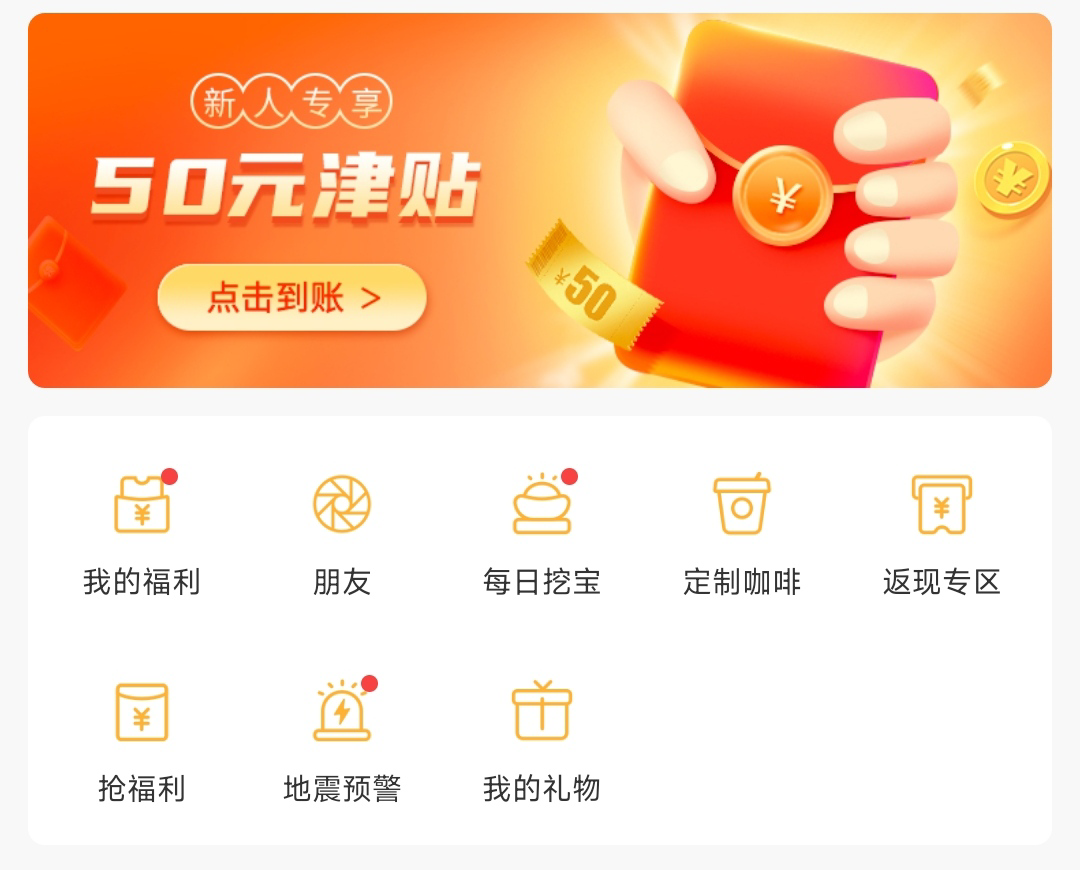 新人专享
50元津贴
点击到账 >
¥
¥
¥50
¥
¥
我的福利
朋友
每日挖宝
定制咖啡
返现专区
¥
抢福利
地震预警
我的礼物